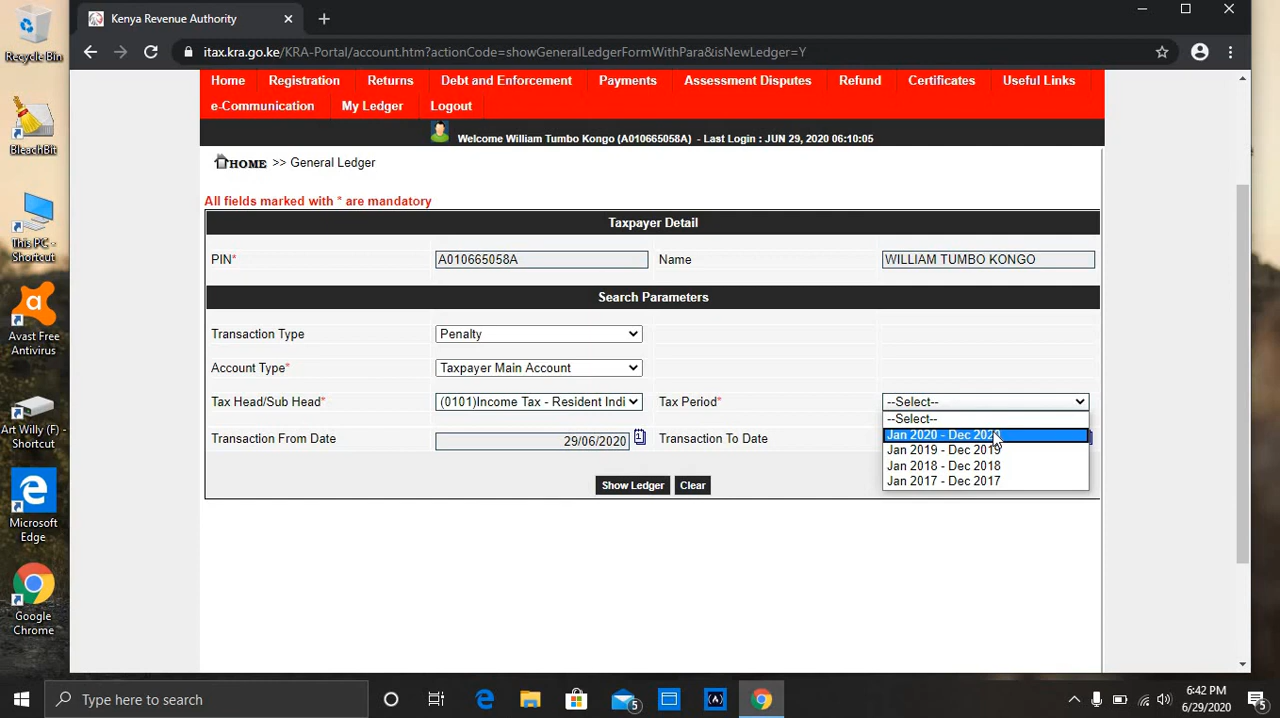 Recycle Bin
BleachBit
This PC - Shortcut
Avast Free Antivirus
Art Willy (F) - Shortcut
Microsoft Edge
Google Chrome
Kenya Revenue Authority
itax.kra.go.ke/KRA-Portal/account.htm?actionCode=showGeneralLedgerFormWithPara&isNewLedger=Y
Home Registration Returns Debt and Enforcement Payments Assessment Disputes Refund Certificates Useful Links
e-Communication My Ledger Logout
Welcome William Tumbo Kongo (A010665058A) - Last Login : JUN 29, 2020 06:10:05
HOME >> General Ledger
All fields marked with * are mandatory
Taxpayer Detail
PIN* A010665058A Name WILLIAM TUMBO KONGO
Search Parameters
Transaction Type Penalty
Account Type* Taxpayer Main Account
Tax Head/Sub Head* (0101)Income Tax - Resident Indi Tax Period* --Select--
--Select--
Jan 2020 - Dec 202
Jan 2019 - Dec 2019
Jan 2018 - Dec 2018
Jan 2017 - Dec 2017
Transaction From Date 29/06/2020 Transaction To Date
Show Ledger Clear
Type here to search
5
6:42 PM
6/29/2020
5